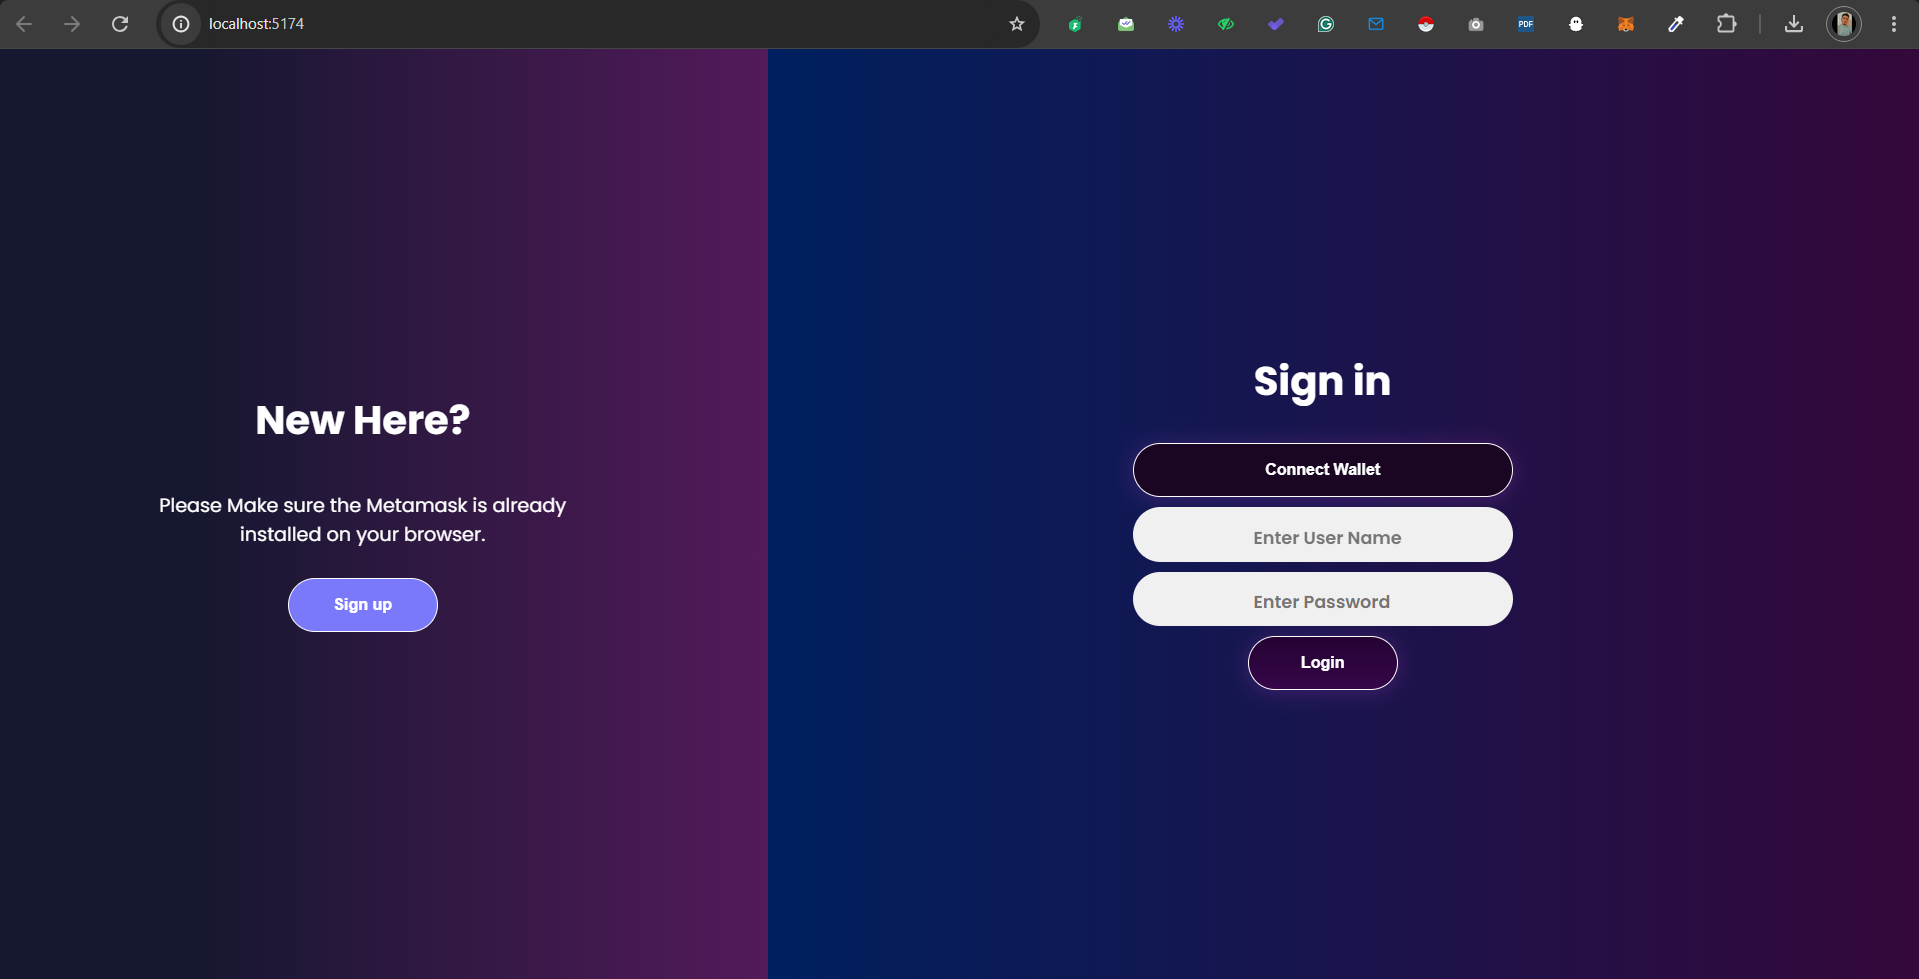 localhost:5174
PDF
New Here?
Please Make sure the Metamask is already
installed on your browser.
Sign up
Sign in
Connect Wallet
Enter User Name
Enter Password
Login